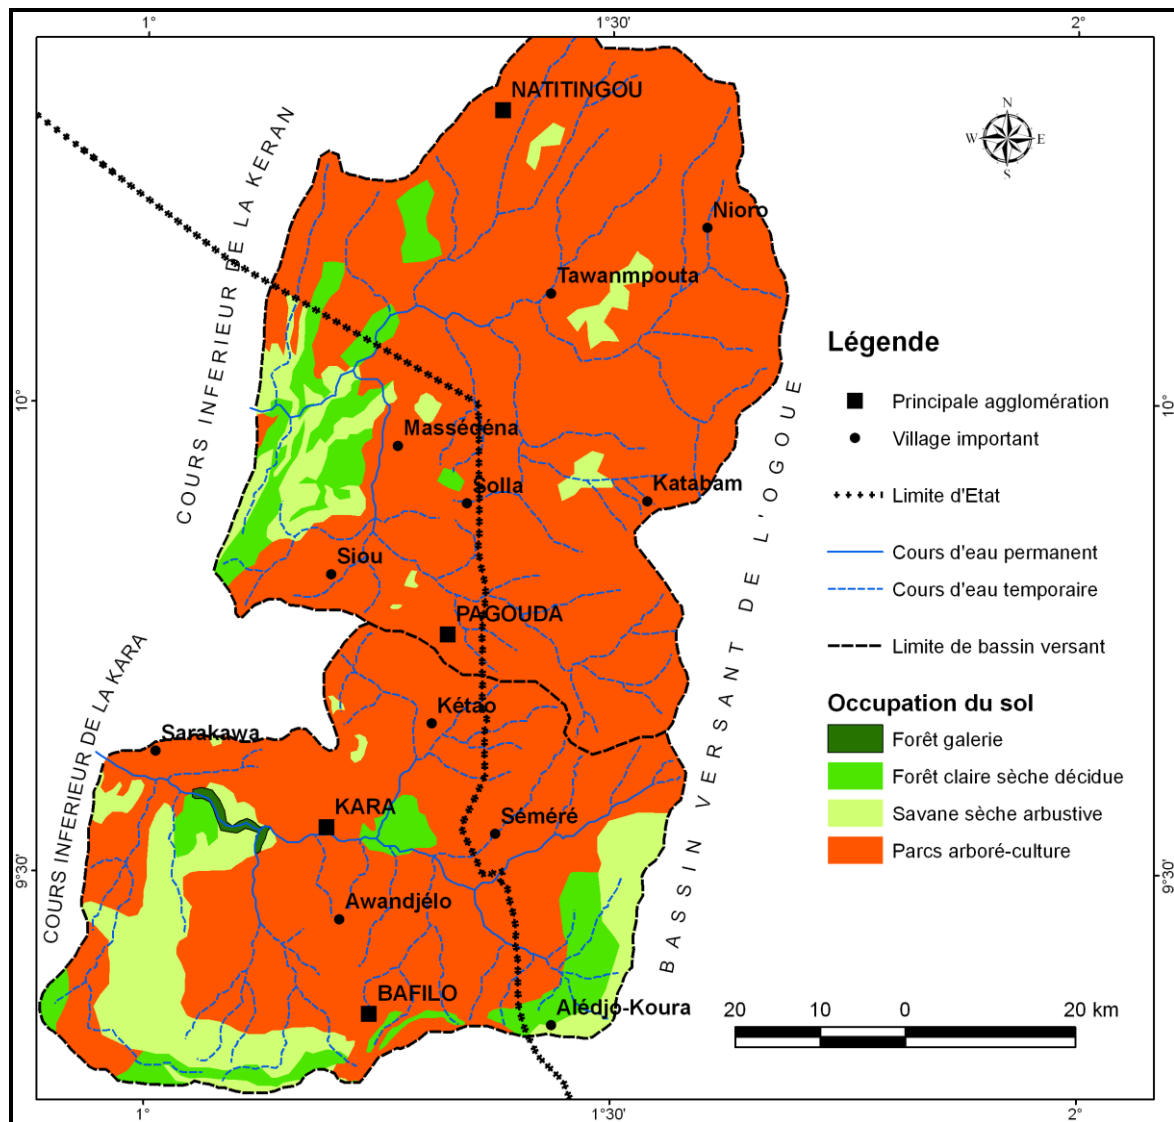 1°
1°30'
2°
NATITINGOU
N
W
E
S
Nioro
COURS INFERIEUR DE LA KERAN
Tawanmpouta
Légende
10°
10°
Principale agglomération
Massédéna
Village important
Solla
Katabam
Limite d'Etat
Siou
Cours d'eau permanent
Cours d'eau temporaire
PAGOUDA
Limite de bassin versant
BASSIN VERSANT DE L'OGOUE
COURS INFERIEUR DE LA KARA
Kétao
Occupation du sol
Sarakawa
Forêt galerie
Forêt claire sèche décidue
KARA
Séméré
Savane sèche arbustive
Parcs arboré-culture
9°30'
9°30'
Awandjélo
BAFILO
Alédjo-Koura
20 10 0 20 km
1°
1°30'
2°